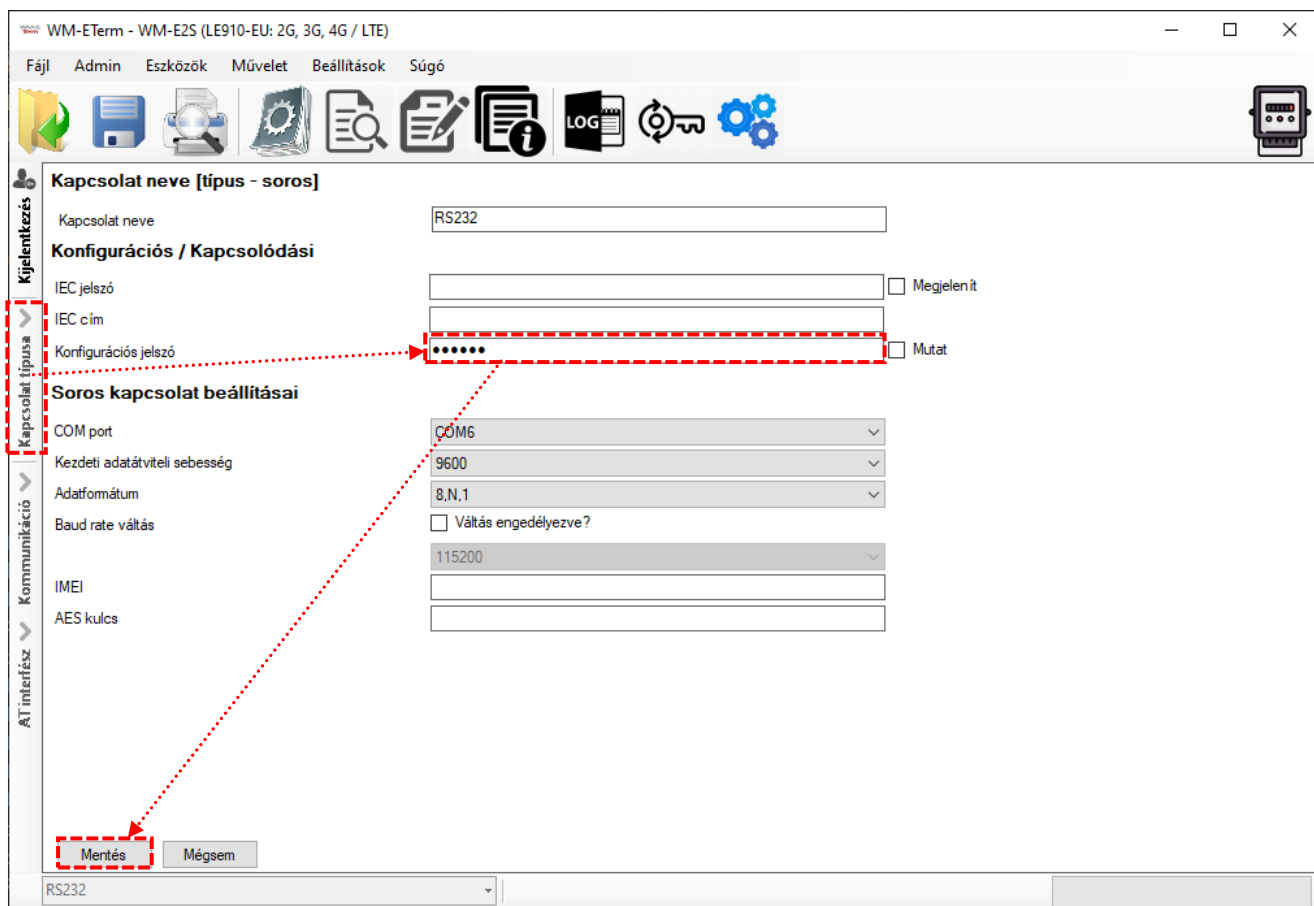 WM-ETerm - WM-E2S (LE910-EU: 2G, 3G, 4G / LTE)
Fájl Admin Eszközök Művelet Beállítások Súgó
LOG
Kijelentkezés
Kapcsolat típusa
Kommunikáció
AT interfész
Kapcsolat neve [típus - soros]
Kapcsolat neve RS232
Konfigurációs / Kapcsolódási
IEC jelszó Megjelenít
IEC cím
Konfigurációs jelszó •••••• Mutat
Soros kapcsolat beállításai
COM port COM6
Kezdeti adatátviteli sebesség 9600
Adatformátum 8,N,1
Baud rate váltás Váltás engedélyezve?
115200
IMEI
AES kulcs
Mentés Mégsem
RS232